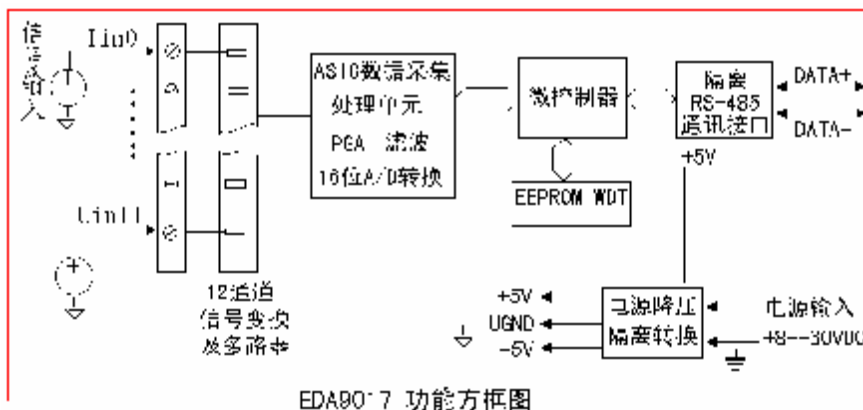 信号输入
Iin0
Uin11
12通道
信号变换
及多路器
ASIC数据采集
处理单元
PGA 滤波
16位A/D转换
微控制器
EEPROM WDT
隔离
RS-485
通讯接口
DATA+
DATA-
+5V
+5V
UGND
-5V
电源降压
隔离转换
电源输入
+8--30VDC
EDA9017 功能方框图